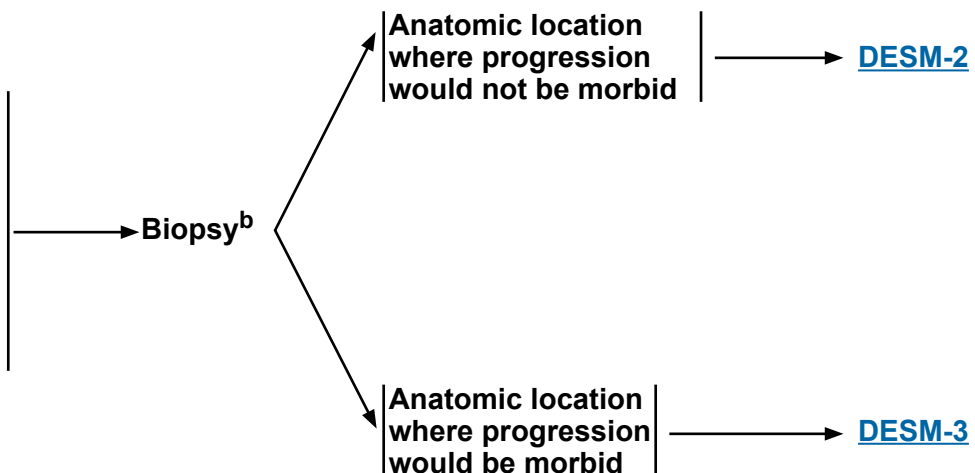 Anatomic location
where progression
would not be morbid
DESM-2
Biopsyb
Anatomic location
where progression
would be morbid
DESM-3